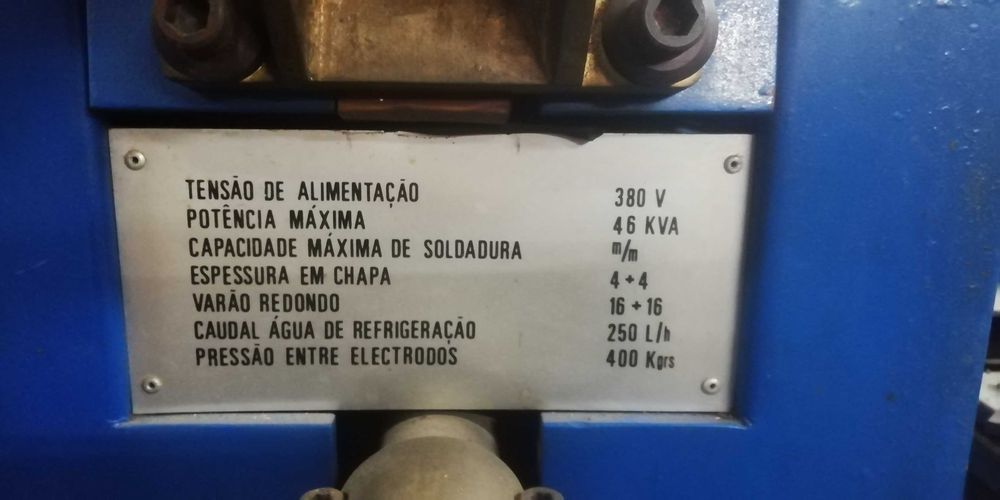 TENSÃO DE ALIMENTAÇÃO 380 V
POTÊNCIA MÁXIMA 46 KVA
CAPACIDADE MÁXIMA DE SOLDADURA m/m
ESPESSURA EM CHAPA 4+4
VARÃO REDONDO 16+16
CAUDAL ÁGUA DE REFRIGERAÇÃO 250 L/h
PRESSÃO ENTRE ELECTRODOS 400 Kgrs